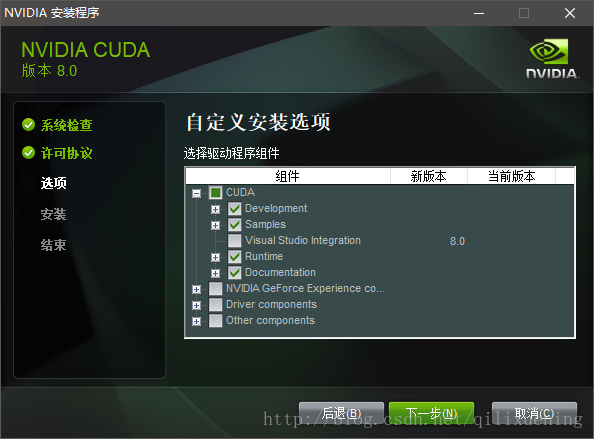 NVIDIA 安装程序
NVIDIA CUDA
版本 8.0
NVIDIA.
系统检查
许可协议
选项
安装
结束
自定义安装选项
选择驱动程序组件
组件 新版本 当前版本
CUDA
Development
Samples
Visual Studio Integration 8.0
Runtime
Documentation
NVIDIA GeForce Experience co...
Driver components
Other components
后退(B) 下一步(N) 取消(C)
http://blog.csdn.net/qilixuening